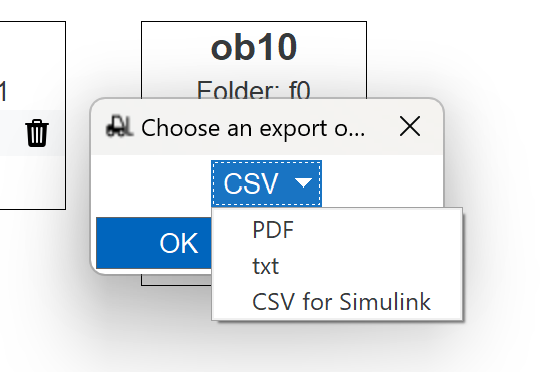 ob10
1
Folder: f0
Choose an export o...
CSV
OK
PDF
txt
CSV for Simulink